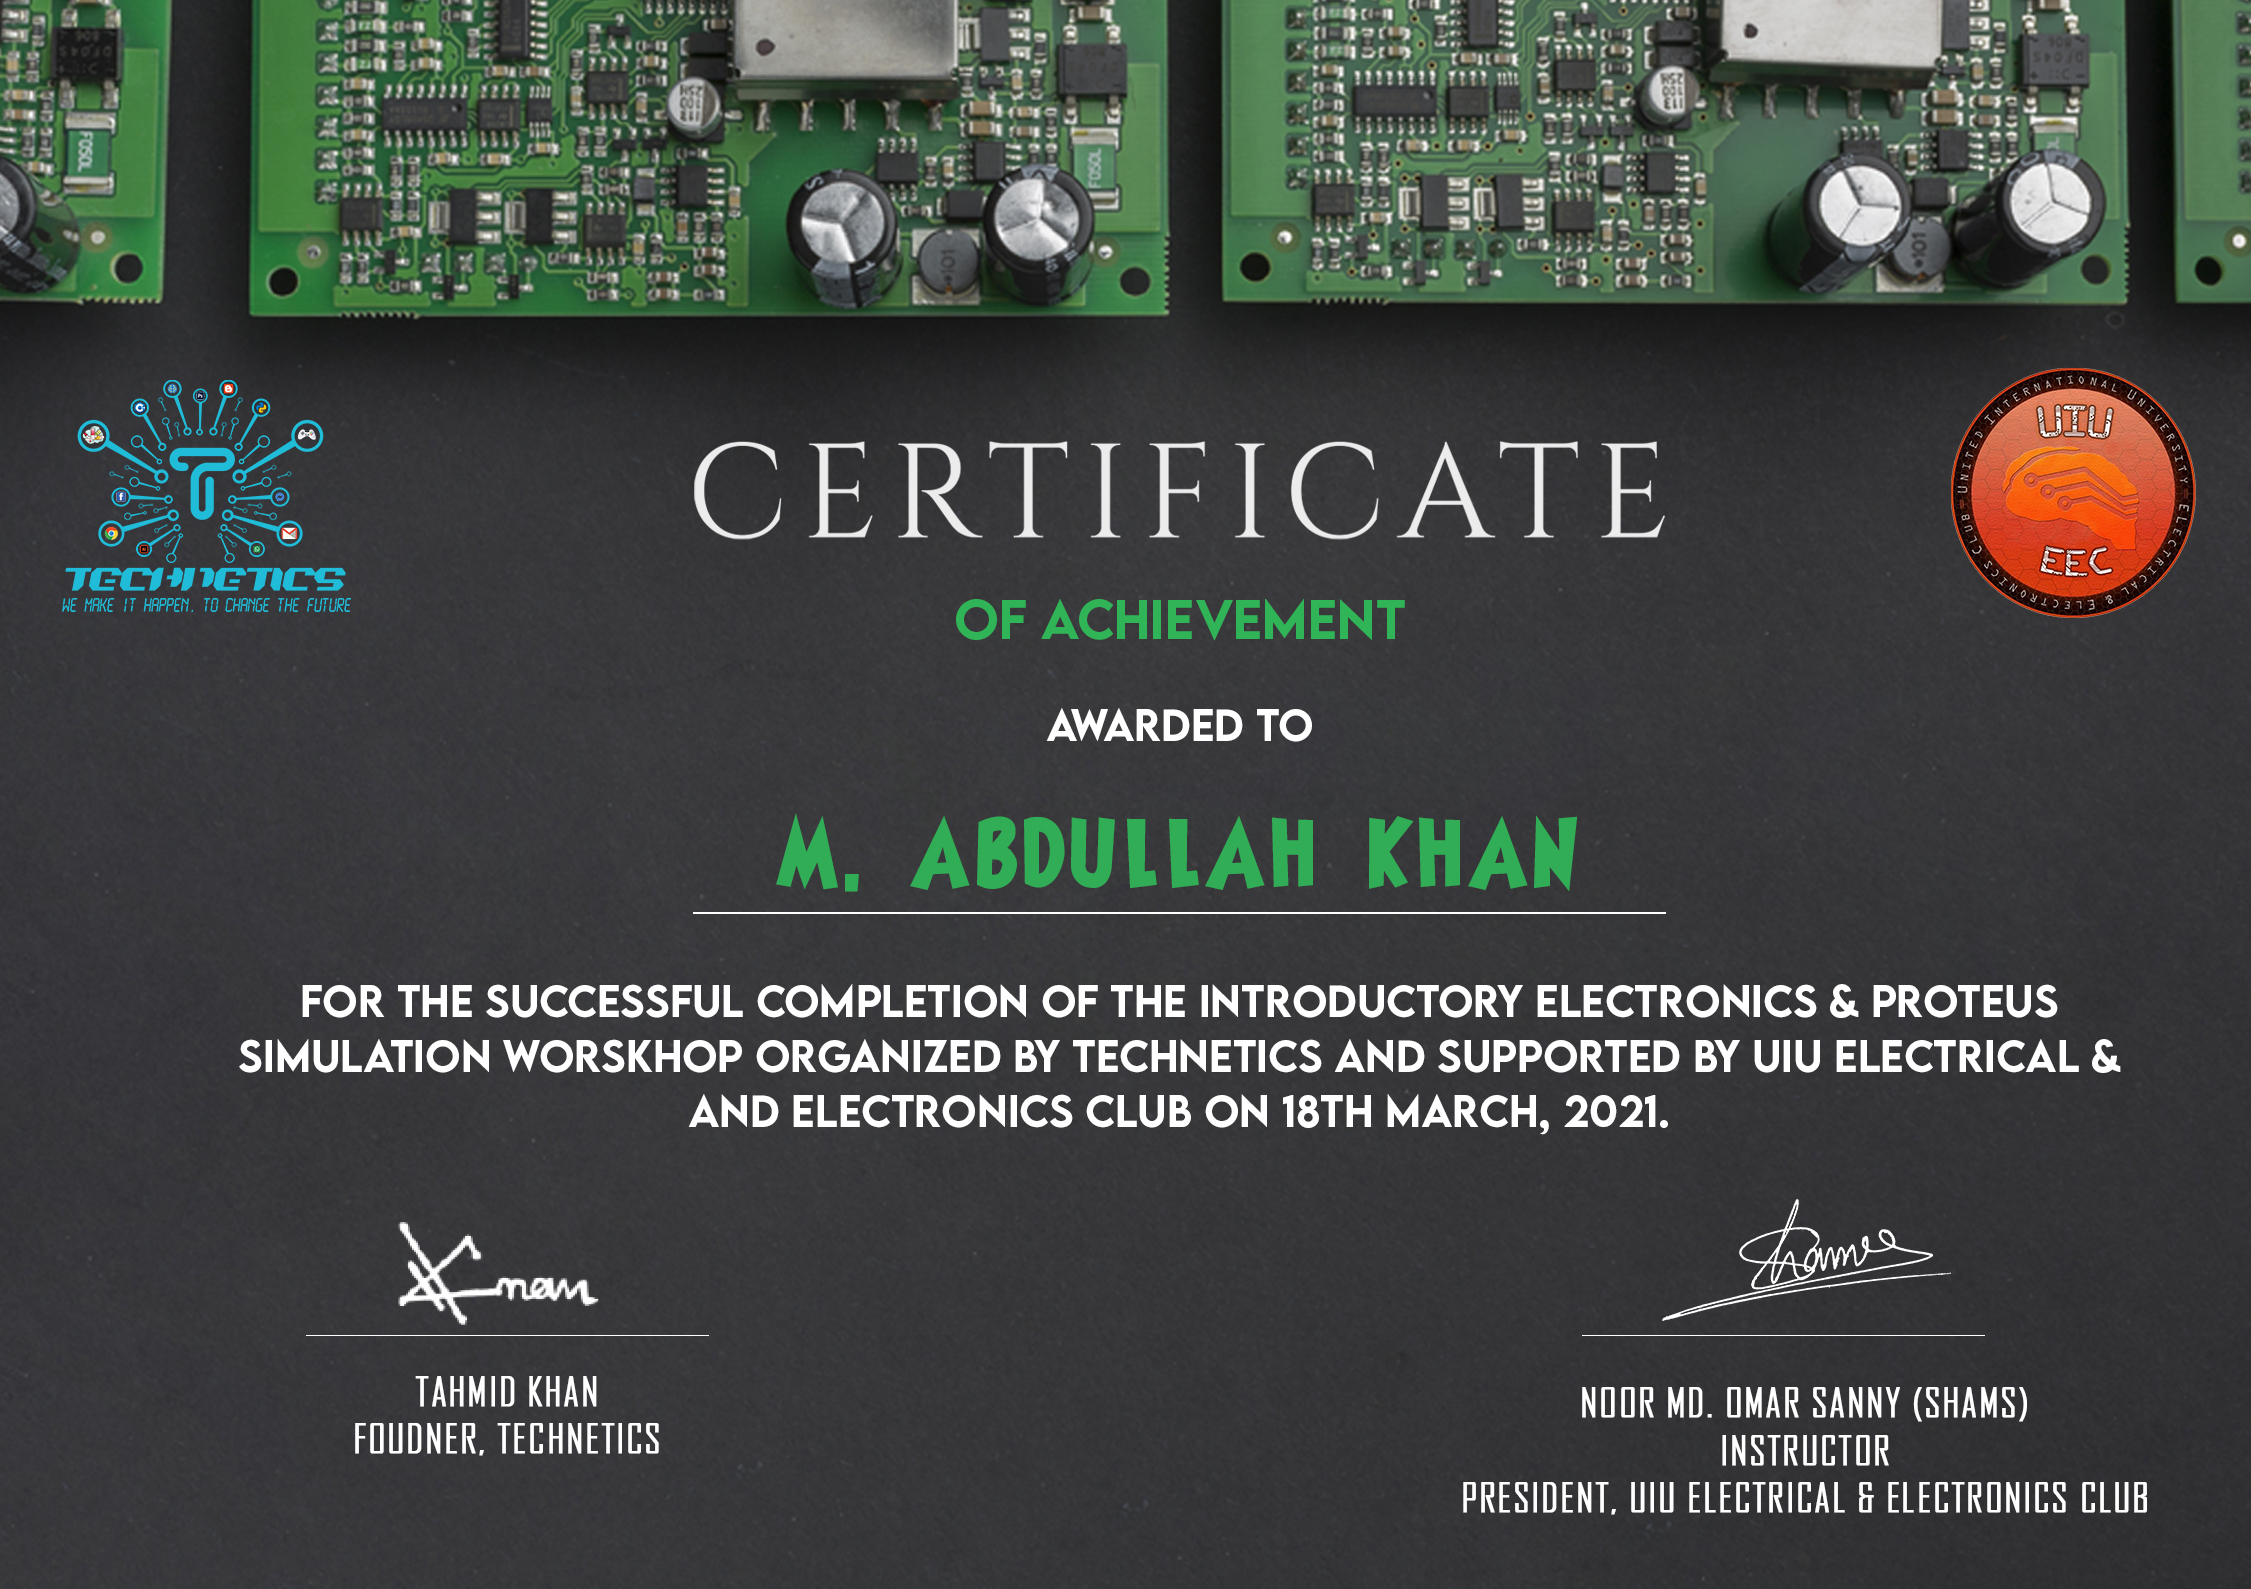 TECHNETICS
WE MAKE IT HAPPEN, TO CHANGE THE FUTURE
UNITED INTERNATIONAL UNIVERSITY ELECTRICAL & ELECTRONICS CLUB
UIU
EEC
CERTIFICATE
OF ACHIEVEMENT
AWARDED TO
M. ABDULLAH KHAN
FOR THE SUCCESSFUL COMPLETION OF THE INTRODUCTORY ELECTRONICS & PROTEUS
SIMULATION WORSKHOP ORGANIZED BY TECHNETICS AND SUPPORTED BY UIU ELECTRICAL &
AND ELECTRONICS CLUB ON 18TH MARCH, 2021.
TAHMID KHAN
FOUDNER, TECHNETICS
NOOR MD. OMAR SANNY (SHAMS)
INSTRUCTOR
PRESIDENT, UIU ELECTRICAL & ELECTRONICS CLUB